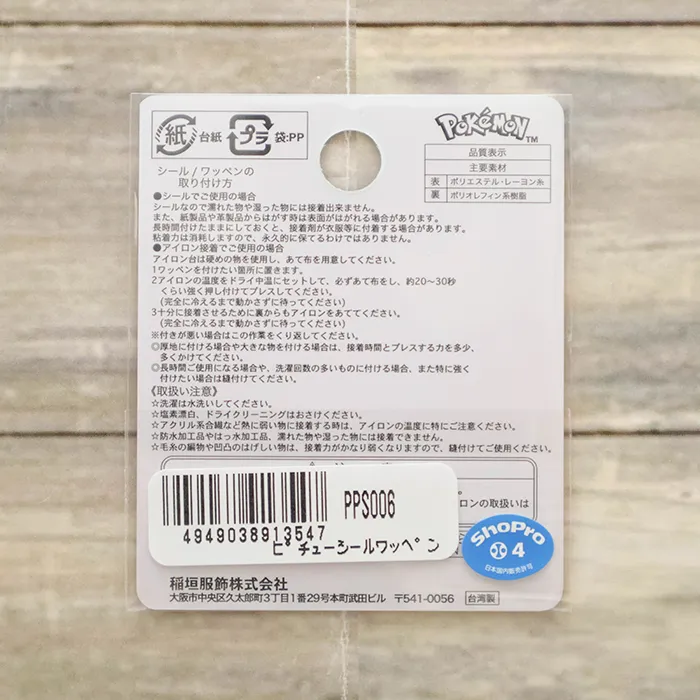 紙 台紙 プラ 袋:PP
POKéMON™
品質表示
主要素材
表 ポリエステル・レーヨン糸
裏 ポリオレフィン系樹脂
シール/ワッペンの
取り付け方
●シールでご使用の場合
シールなので濡れた物や湿った物には接着出来ません。
また、紙製品や革製品からはがす時は表面がはがれる場合があります。
長時間付けたままにしておくと、接着剤が衣服等に付着する場合があります。
粘着力は消耗しますので、永久的に保てるわけではありません。
●アイロン接着でご使用の場合
アイロン台は硬めの物を使用し、あて布を用意してください。
1ワッペンを付けたい箇所に置きます。
2アイロンの温度をドライ中温にセットして、必ずあて布をし、約20〜30秒
くらい強く押し付けてプレスしてください。
(完全に冷えるまで動かさずに待ってください)
3十分に接着させるために裏からもアイロンをあててください。
(完全に冷えるまで動かさずに待ってください)
※付きが悪い場合はこの作業をくり返してください。
◎厚地に付ける場合や大きな物を付ける場合は、接着時間とプレスする力を多少、
多くかけてください。
◎長時間ご使用になる場合や、洗濯回数の多いものに付ける場合、また特に強く
付けたい場合は縫付けてください。
《取扱い注意》
☆洗濯は水洗いしてください。
☆塩素漂白、ドライクリーニングはおさけください。
☆アクリル系合繊など熱に弱い物に接着する時は、アイロンの温度に特にご注意ください。
☆防水加工品やはっ水加工品、濡れた物や湿った物には接着できません。
☆毛糸の編物や凹凸のはげしい物は、接着力がかなり弱くなりますので、縫付けてご使用ください。
イロンの取扱いは
PPS006
4949038913547
ピチューシールワッペン
ShoPro
4
日本国内販売許可
稲垣服飾株式会社
大阪市中央区久太郎町3丁目1番29号本町武田ビル 〒541-0056 台湾製